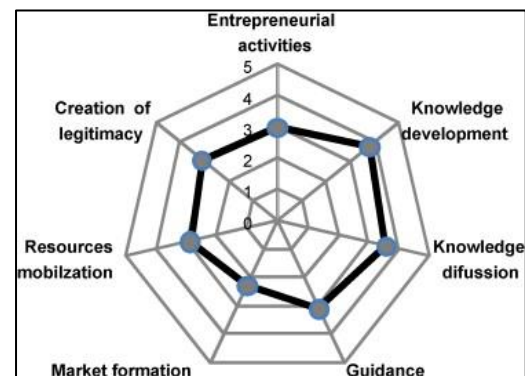 Entrepreneurial
activities
5
4
3
2
1
0
Creation of
legitimacy
Knowledge
development
Resources
mobilzation
Knowledge
difussion
Market formation
Guidance